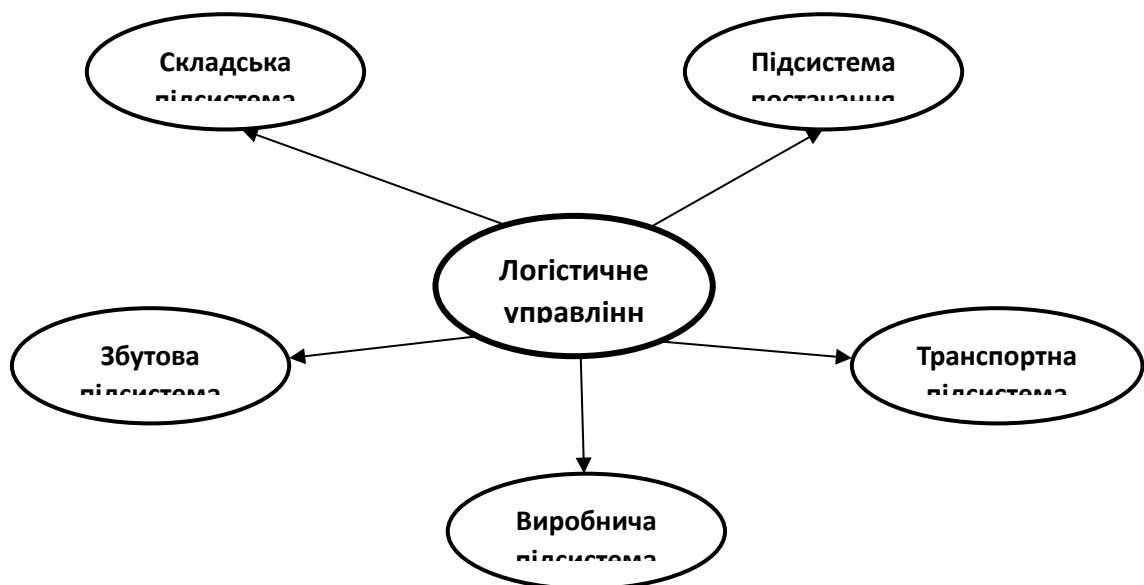 Складська
підсистема
Підсистема
постачання
Логістичне
управлінн
Збутова
підсистема
Транспортна
підсистема
Виробнича
підсистема